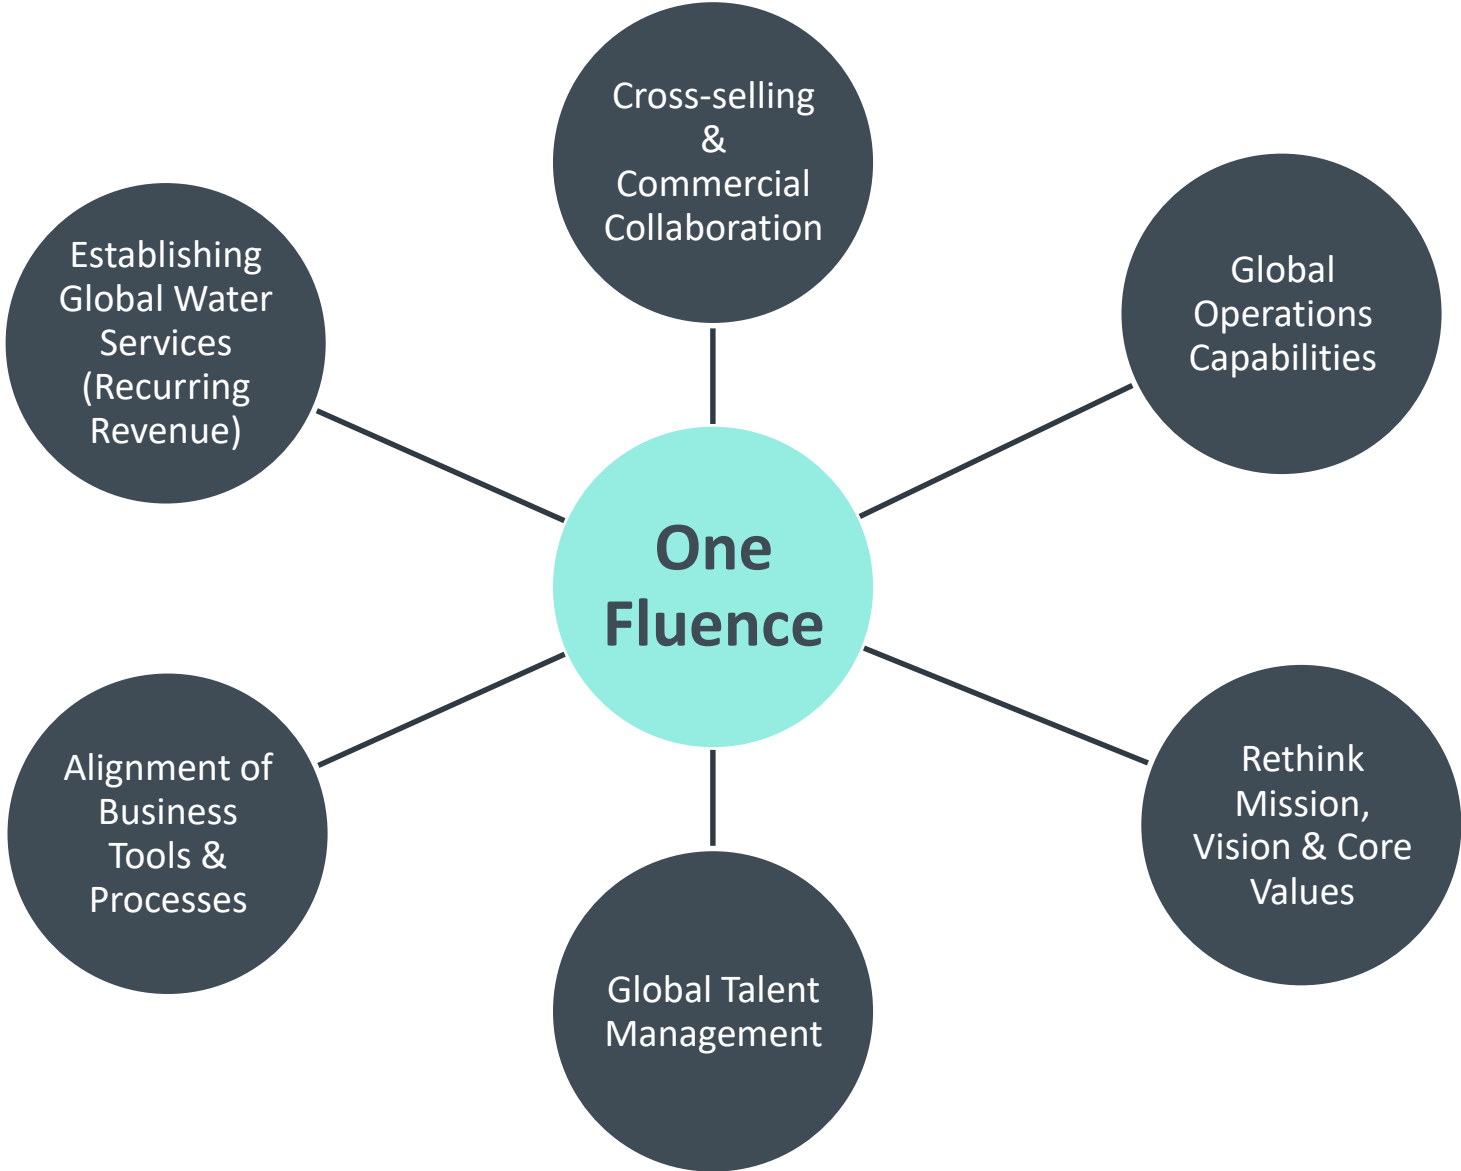 Cross-selling
&
Commercial
Collaboration
Global
Operations
Capabilities
Rethink
Mission,
Vision & Core
Values
Global Talent
Management
Alignment of
Business
Tools &
Processes
Establishing
Global Water
Services
(Recurring
Revenue)
One
Fluence